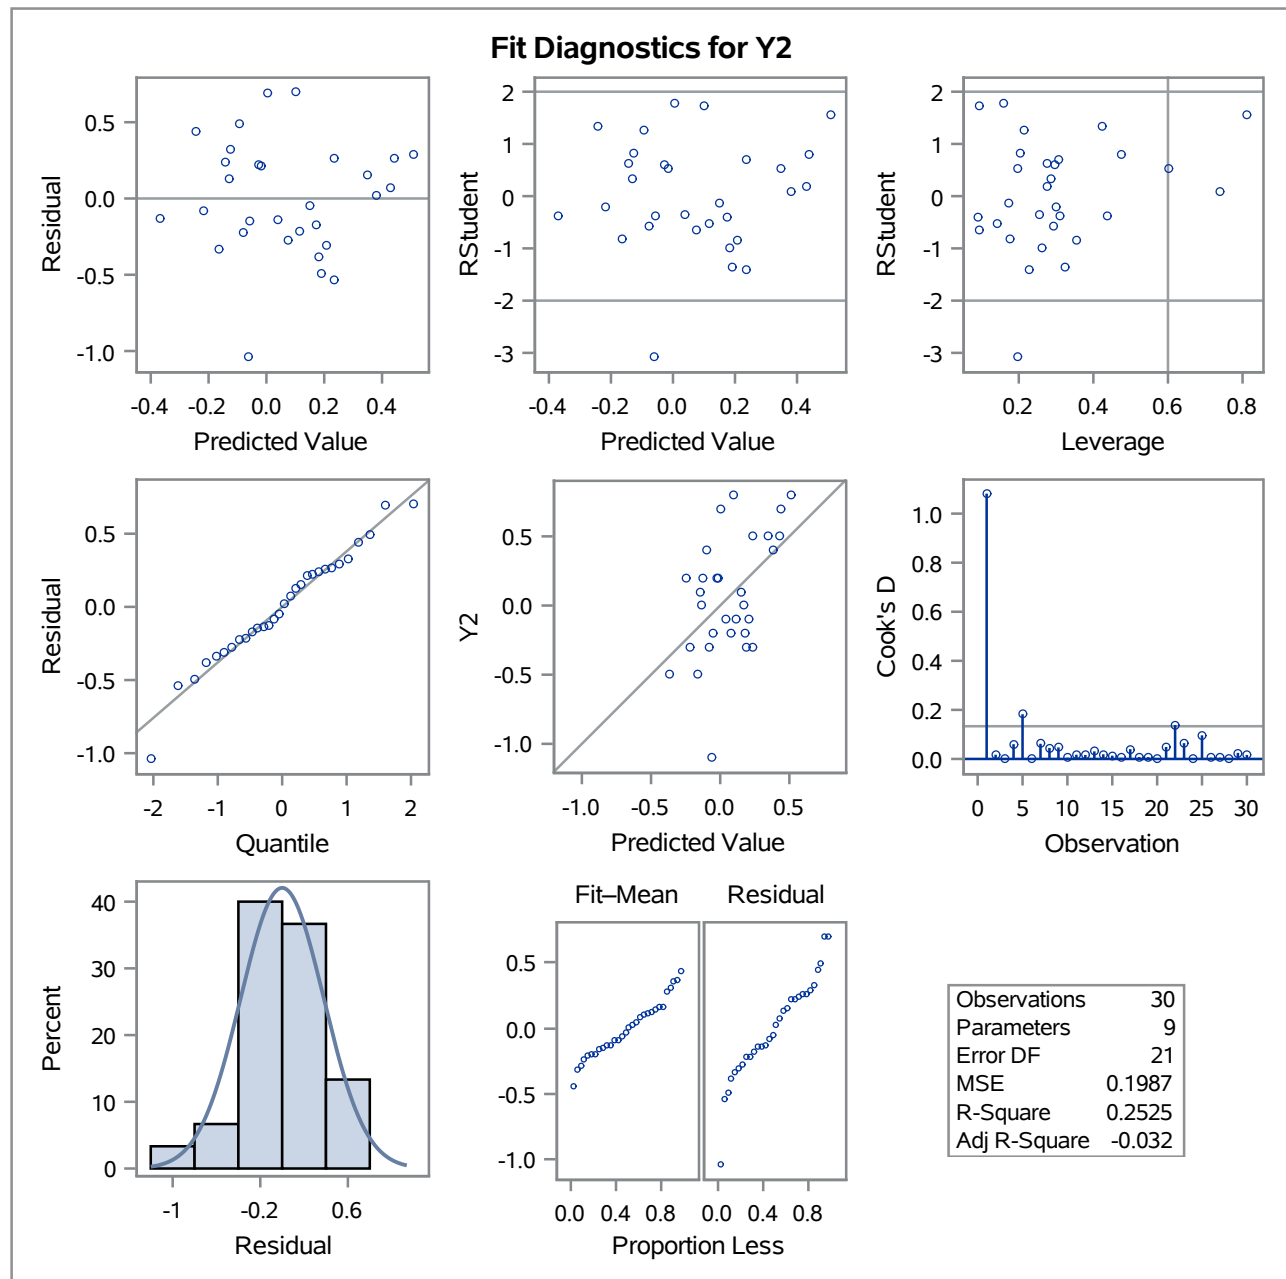 Fit Diagnostics for Y2
0.5
0.0
-0.5
-1.0
Residual
-0.4 -0.2 0.0 0.2 0.4
Predicted Value
2
1
0
-1
-2
-3
RStudent
-0.4 -0.2 0.0 0.2 0.4
Predicted Value
2
1
0
-1
-2
-3
RStudent
0.2 0.4 0.6 0.8
Leverage
0.5
0.0
-0.5
-1.0
Residual
-2 -1 0 1 2
Quantile
0.5
0.0
-0.5
-1.0
Y2
-1.0 -0.5 0.0 0.5
Predicted Value
1.0
0.8
0.6
0.4
0.2
0.0
Cook's D
0 5 10 15 20 25 30
Observation
40
30
20
10
0
Percent
-1 -0.2 0.6
Residual
Fit–Mean Residual
0.5
0.0
-0.5
-1.0
0.0 0.4 0.8 0.0 0.4 0.8
Proportion Less
Observations 30
Parameters 9
Error DF 21
MSE 0.1987
R-Square 0.2525
Adj R-Square -0.032